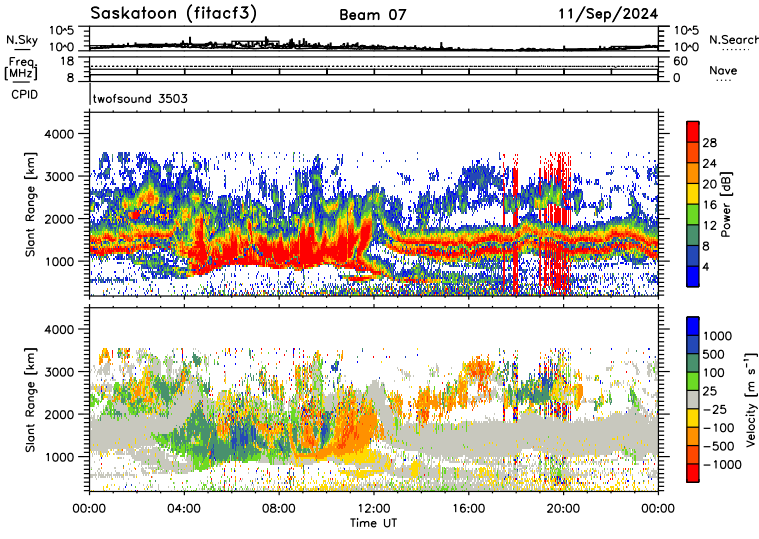 Saskatoon (fitacf3)
Beam 07
11/Sep/2024
N.Sky
10^5
10^0
10^5
10^0
N.Search
Freq.
[MHz]
18
8
60
0
Nave
CPID
twofsound 3503
Slant Range [km]
4000
3000
2000
1000
28
24
20
16
12
8
4
Power [dB]
Slant Range [km]
4000
3000
2000
1000
1000
500
100
25
-25
-100
-500
-1000
Velocity [m s^-1]
00:00
04:00
08:00
12:00
16:00
20:00
00:00
Time UT